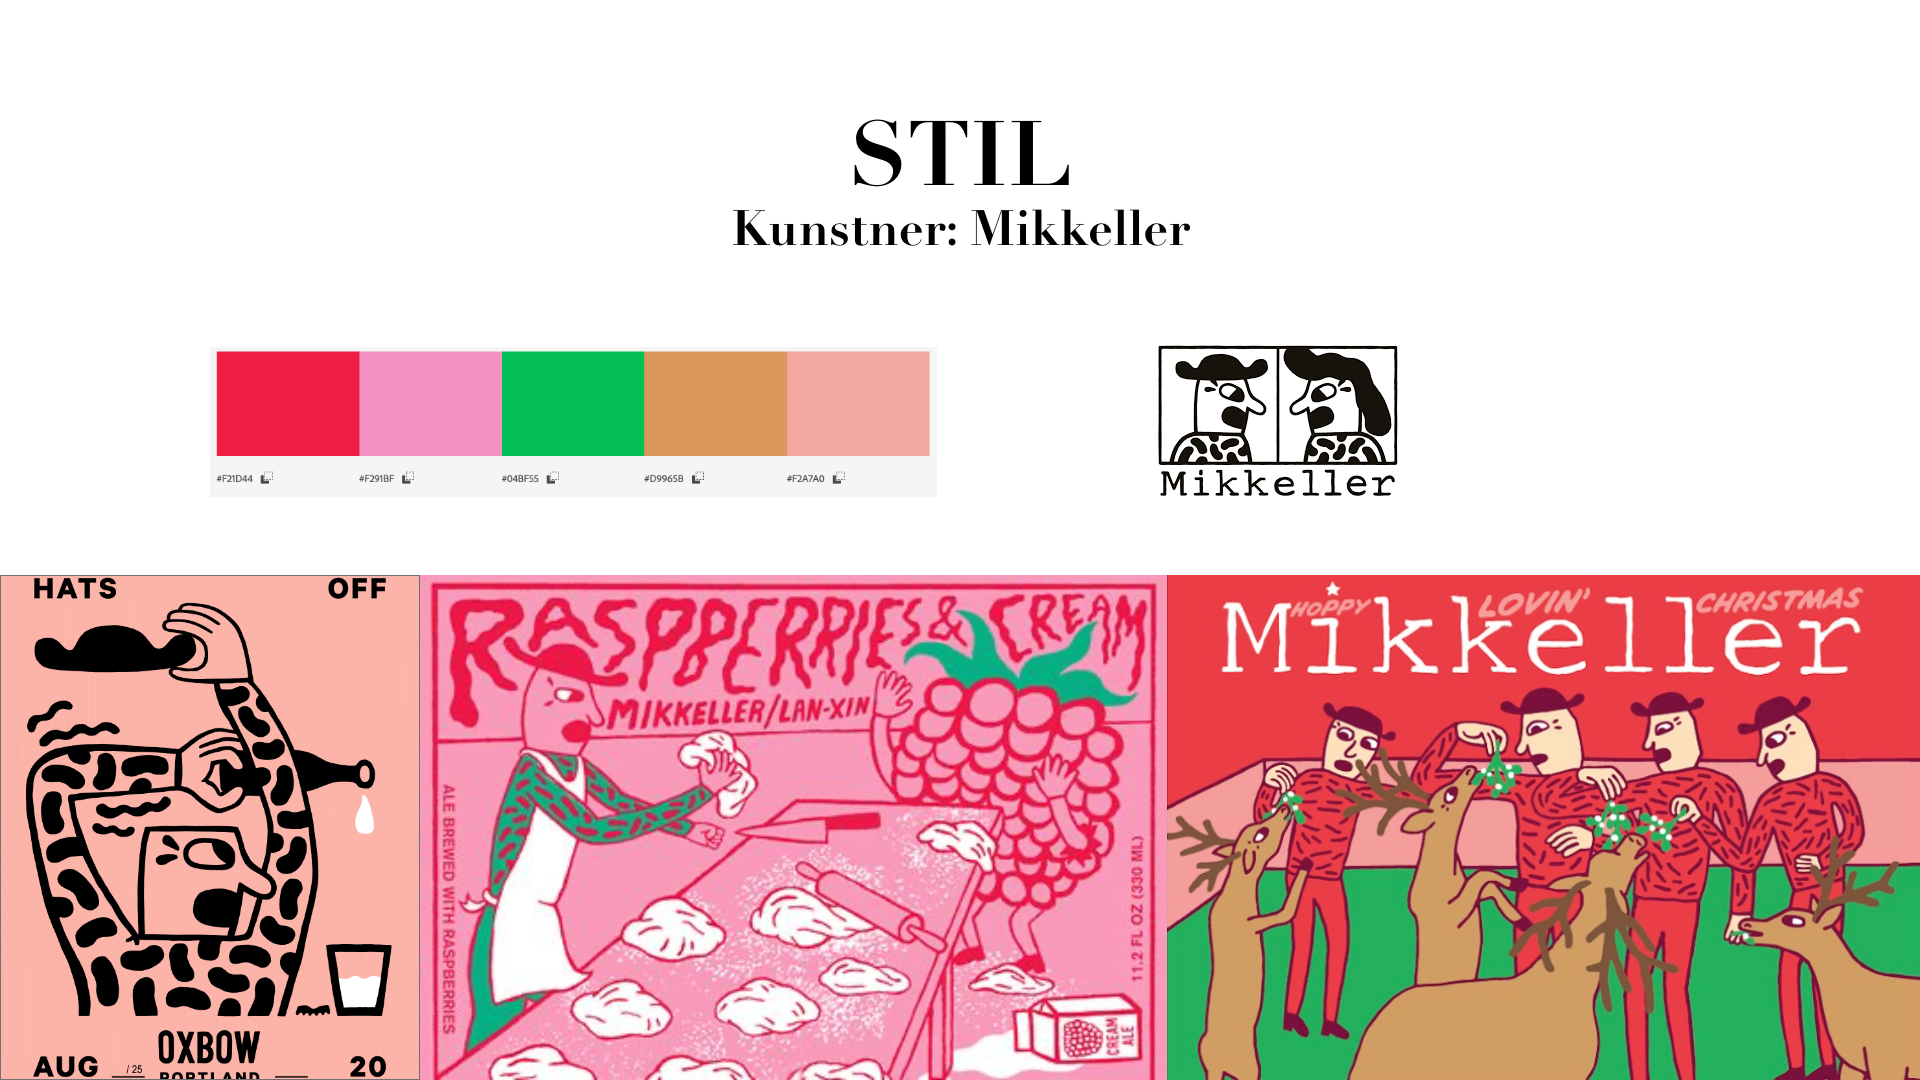 STIL
Kunstner: Mikkeller
#F21D44
#F291BF
#04BF55
#D9965B
#F2A7A0
Mikkeller
HATS OFF
OXBOW
PORTLAND
AUG / 25 20
RASPBERRIES & CREAM
MIKKELLER/LAN-XIN
ALE BREWED WITH RASPBERRIES
11.2 FL OZ (330 ML)
CREAM
ALE
HOPPY LOVIN' CHRISTMAS
Mikkeller